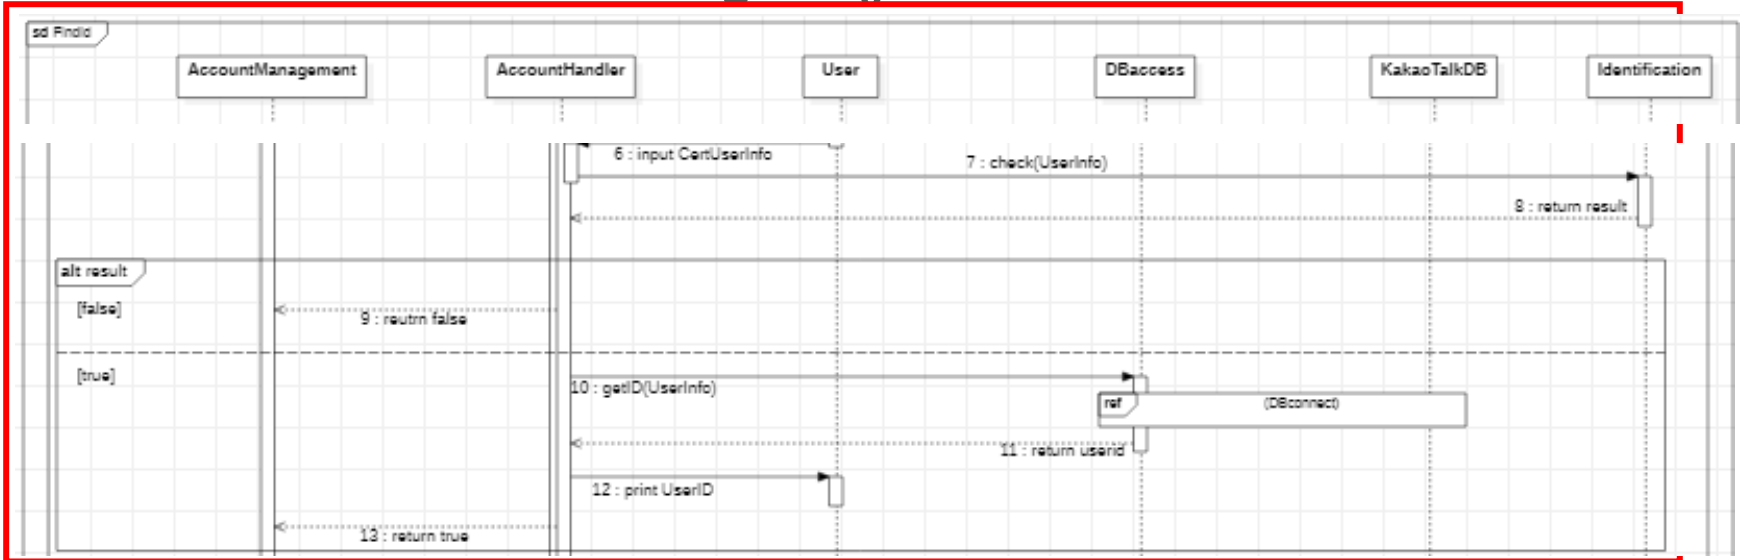 sd FindId
AccountManagement
AccountHandler
User
DBaccess
KakaoTalkDB
Identification
6 : input CertUserInfo
7 : check(UserInfo)
8 : return result
alt result
[false]
9 : reutrn false
[true]
10 : getID(UserInfo)
ref
(DBconnect)
11 : return userid
12 : print UserID
13 : return true